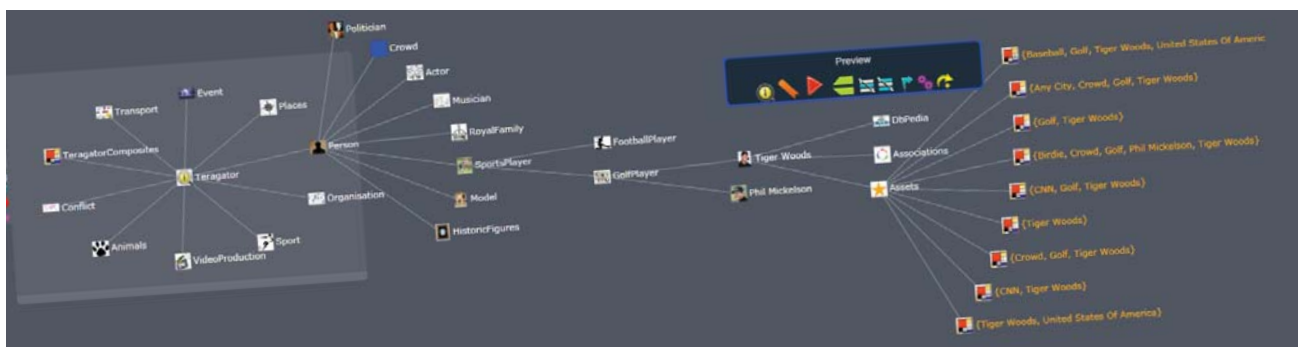 Politician
Crowd
Actor
Musician
RoyalFamily
SportsPlayer
Model
HistoricFigures
Event
Places
Transport
TeragatorComposites
Teragator
Person
Organisation
Conflict
Animals
VideoProduction
Sport
FootballPlayer
GolfPlayer
Tiger Woods
Phil Mickelson
Preview
DbPedia
Associations
Assets
{Baseball, Golf, Tiger Woods, United States Of Americ
{Any City, Crowd, Golf, Tiger Woods}
{Golf, Tiger Woods}
{Birdie, Crowd, Golf, Phil Mickelson, Tiger Woods}
{CNN, Golf, Tiger Woods}
{Tiger Woods}
{Crowd, Golf, Tiger Woods}
{CNN, Tiger Woods}
{Tiger Woods, United States Of America}